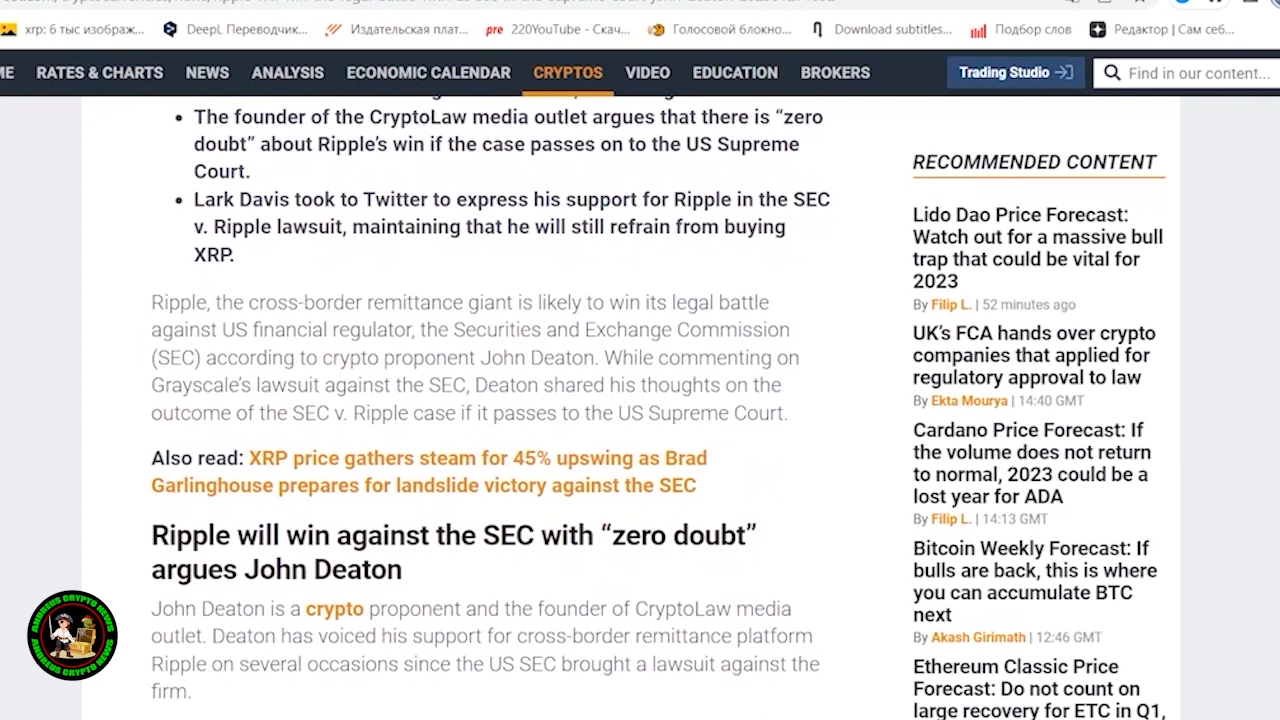 xrp: 6 тыс изображ...
DeepL Переводчик...
Издательская плат...
pre 220YouTube - Скач...
Голосовой блокно...
Download subtitles...
Подбор слов
Редактор | Сам себ...
ME
RATES & CHARTS
NEWS
ANALYSIS
ECONOMIC CALENDAR
CRYPTOS
VIDEO
EDUCATION
BROKERS
Trading Studio
Find in our content...
• The founder of the CryptoLaw media outlet argues that there is “zero
doubt” about Ripple’s win if the case passes on to the US Supreme
Court.
• Lark Davis took to Twitter to express his support for Ripple in the SEC
v. Ripple lawsuit, maintaining that he will still refrain from buying
XRP.
Ripple, the cross-border remittance giant is likely to win its legal battle
against US financial regulator, the Securities and Exchange Commission
(SEC) according to crypto proponent John Deaton. While commenting on
Grayscale’s lawsuit against the SEC, Deaton shared his thoughts on the
outcome of the SEC v. Ripple case if it passes to the US Supreme Court.
Also read: XRP price gathers steam for 45% upswing as Brad
Garlinghouse prepares for landslide victory against the SEC
Ripple will win against the SEC with “zero doubt”
argues John Deaton
John Deaton is a crypto proponent and the founder of CryptoLaw media
outlet. Deaton has voiced his support for cross-border remittance platform
Ripple on several occasions since the US SEC brought a lawsuit against the
firm.
RECOMMENDED CONTENT
Lido Dao Price Forecast:
Watch out for a massive bull
trap that could be vital for
2023
By Filip L. | 52 minutes ago
UK’s FCA hands over crypto
companies that applied for
regulatory approval to law
By Ekta Mourya | 14:40 GMT
Cardano Price Forecast: If
the volume does not return
to normal, 2023 could be a
lost year for ADA
By Filip L. | 14:13 GMT
Bitcoin Weekly Forecast: If
bulls are back, this is where
you can accumulate BTC
next
By Akash Girimath | 12:46 GMT
Ethereum Classic Price
Forecast: Do not count on
large recovery for ETC in Q1,
ANDREUS CRYPTO NEWS
ANDREUS CRYPTO NEWS